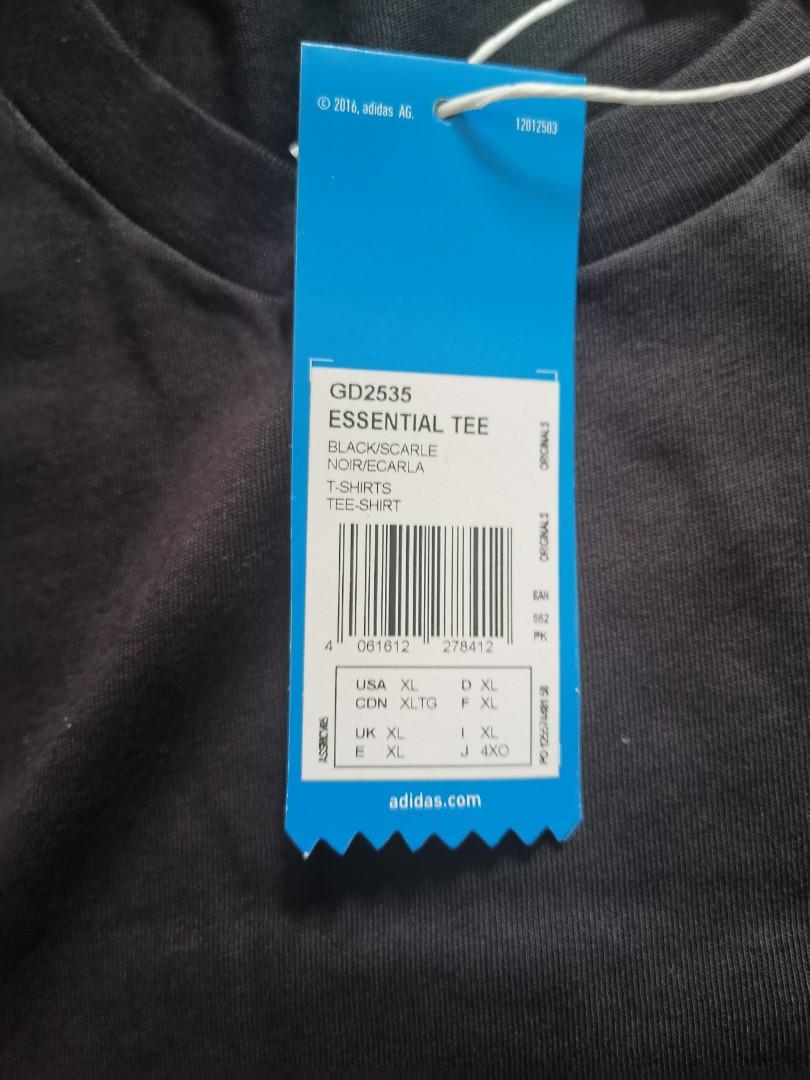 © 2016, adidas AG.
12012503
GD2535
ESSENTIAL TEE
BLACK/SCARLE
NOIR/ECARLA
T-SHIRTS
TEE-SHIRT
ORIGINALS
ORIGINALS
EAN
PK
4 061612 278412
USA XL D XL
CDN XLTG F XL
UK XL I XL
E XL J 4XO
adidas.com